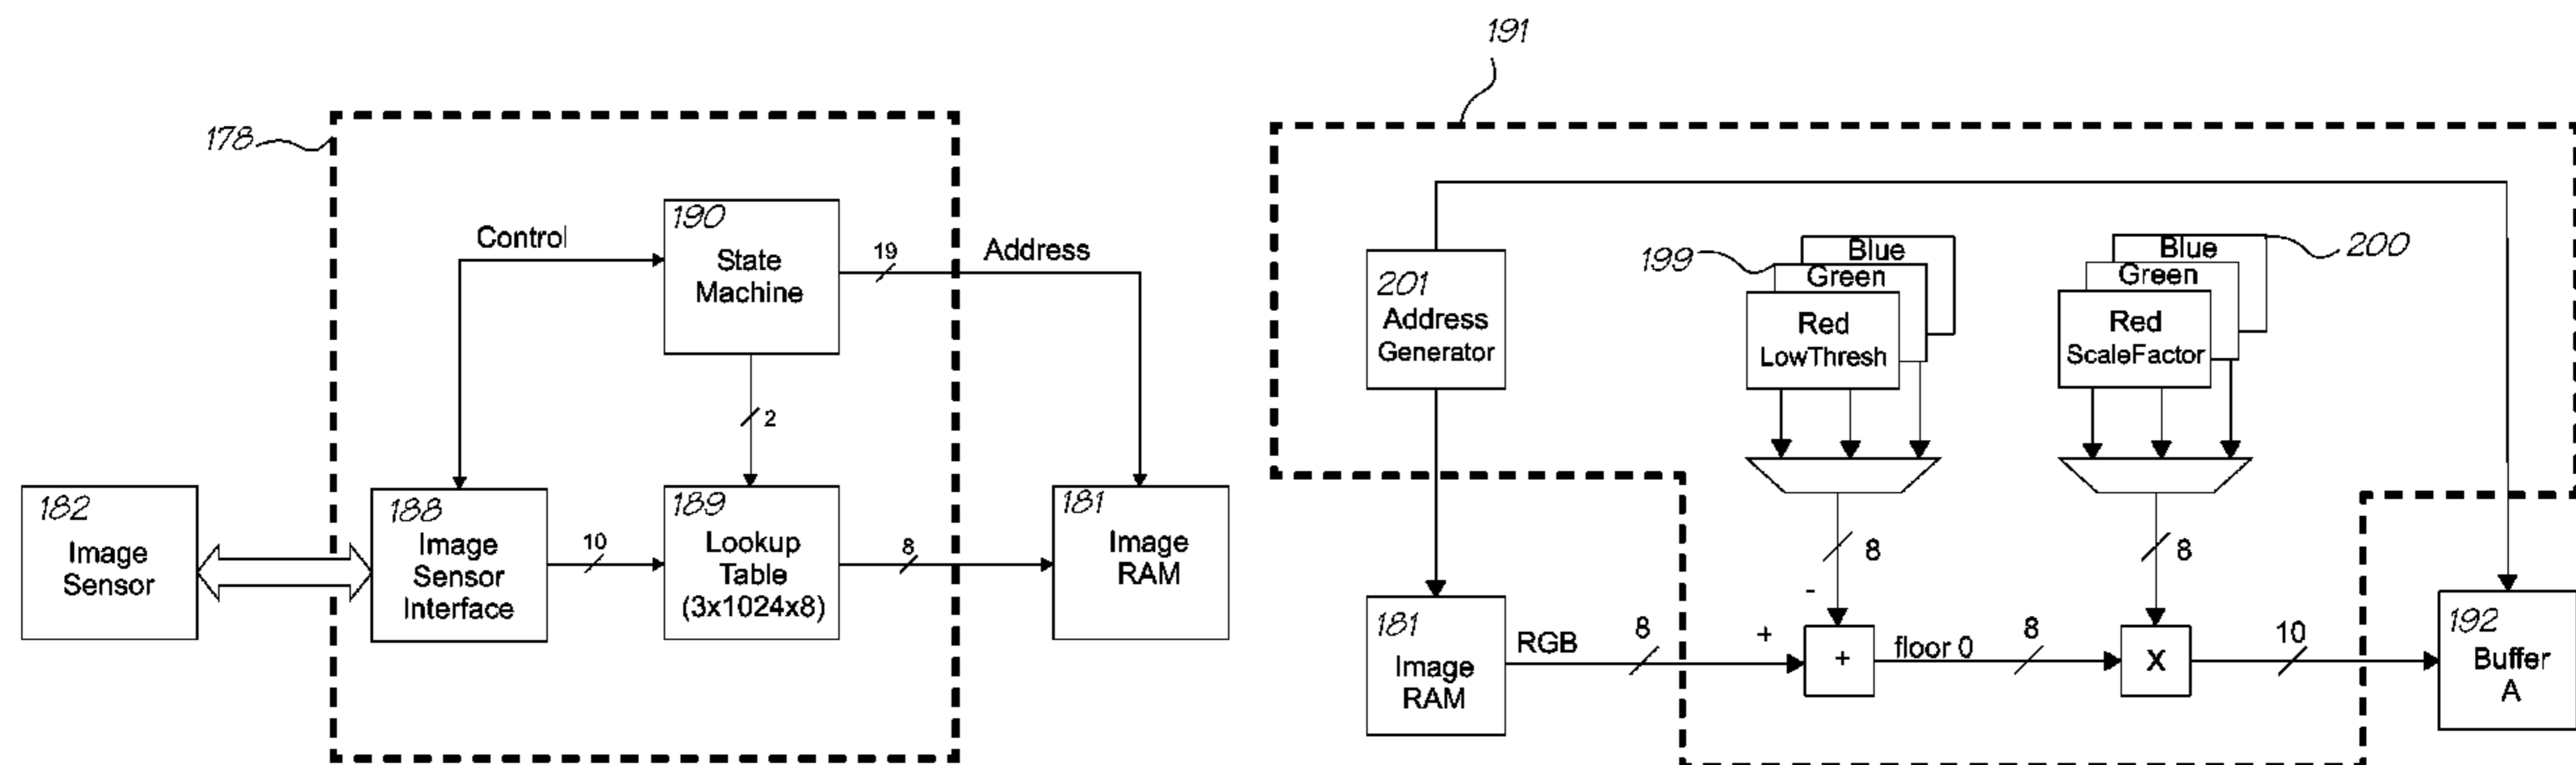 178
190
State
Machine
Control
19
Address
2
182
Image
Sensor
188
Image
Sensor
Interface
10
189
Lookup
Table
(3x1024x8)
8
181
Image
RAM
191
201
Address
Generator
199
Blue
Green
Red
LowThresh
Blue
Green
Red
ScaleFactor
200
8
8
-
181
Image
RAM
RGB
8
+
+
floor 0
8
X
10
192
Buffer
A